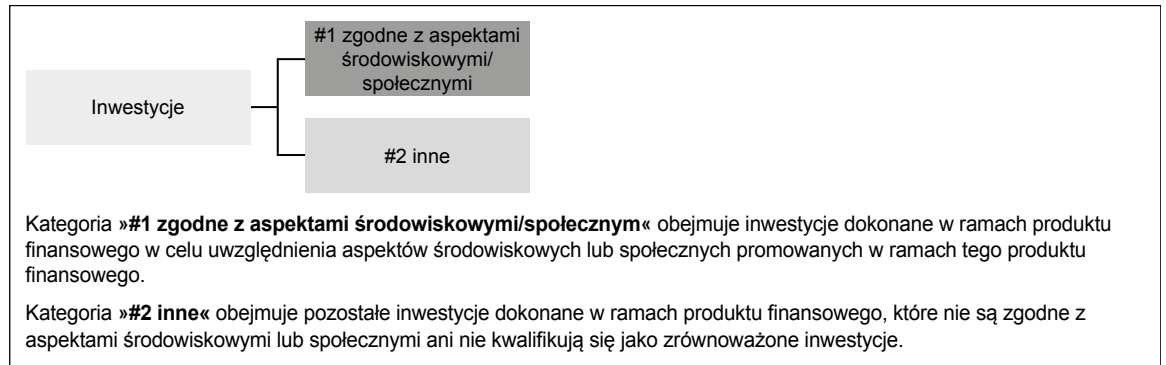 #1 zgodne z aspektami
środowiskowymi/
społecznymi
Inwestycje
#2 inne
Kategoria »#1 zgodne z aspektami środowiskowymi/społecznym« obejmuje inwestycje dokonane w ramach produktu
finansowego w celu uwzględnienia aspektów środowiskowych lub społecznych promowanych w ramach tego produktu
finansowego.
Kategoria »#2 inne« obejmuje pozostałe inwestycje dokonane w ramach produktu finansowego, które nie są zgodne z
aspektami środowiskowymi lub społecznymi ani nie kwalifikują się jako zrównoważone inwestycje.